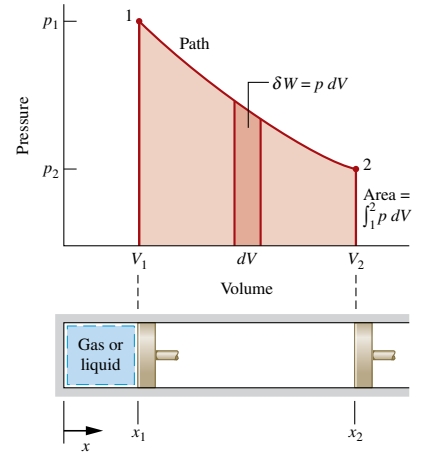 p₁
1
Path
δW = p dV
Pressure
p₂
2
Area =
∫₁² p dV
V₁
dV
V₂
Volume
Gas or
liquid
x₁
x₂
x